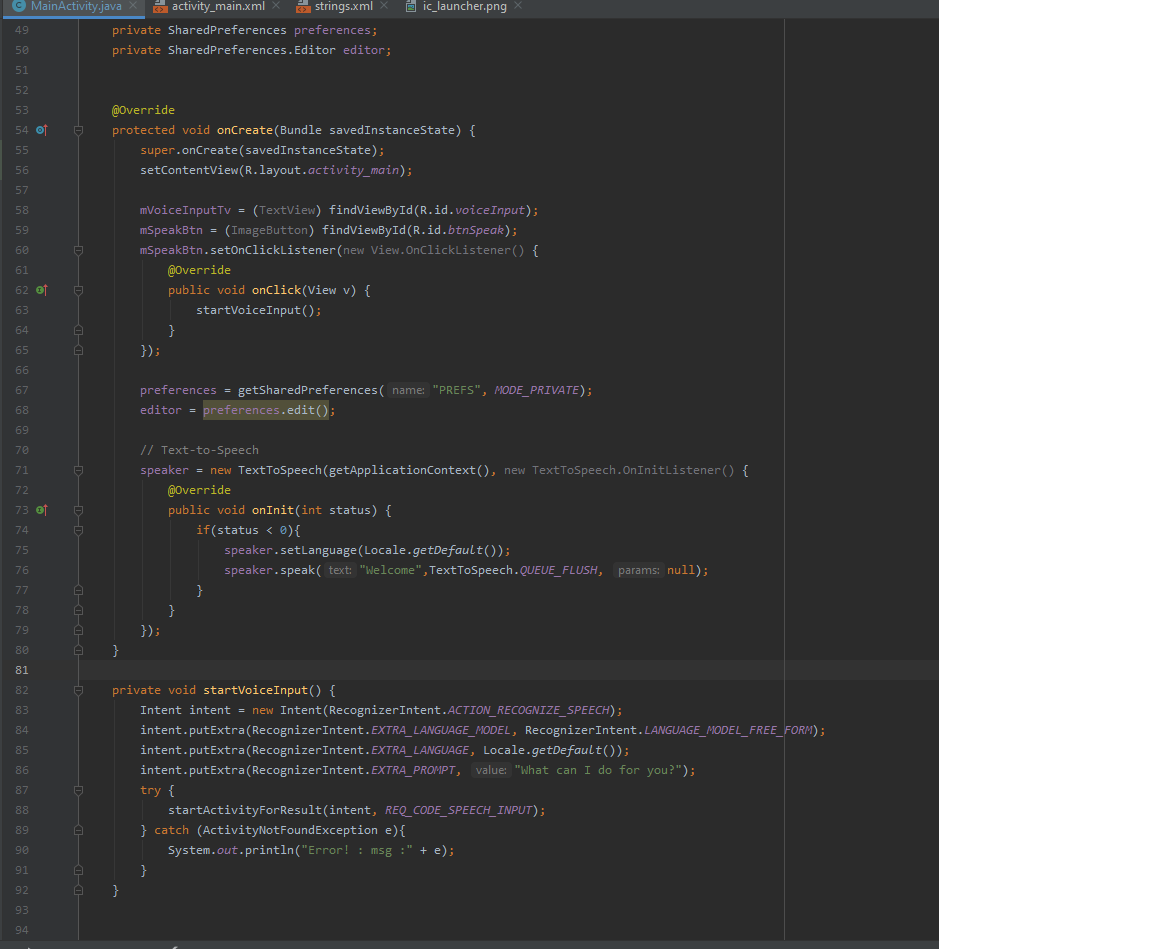 MainActivity.java activity_main.xml strings.xml ic_launcher.png
49 private SharedPreferences preferences;
50 private SharedPreferences.Editor editor;
51
52
53 @Override
54 protected void onCreate(Bundle savedInstanceState) {
55 super.onCreate(savedInstanceState);
56 setContentView(R.layout.activity_main);
57
58 mVoiceInputTv = (TextView) findViewById(R.id.voiceInput);
59 mSpeakBtn = (ImageButton) findViewById(R.id.btnSpeak);
60 mSpeakBtn.setOnClickListener(new View.OnClickListener() {
61 @Override
62 public void onClick(View v) {
63 startVoiceInput();
64 }
65 });
66
67 preferences = getSharedPreferences( name: "PREFS", MODE_PRIVATE);
68 editor = preferences.edit();
69
70 // Text-to-Speech
71 speaker = new TextToSpeech(getApplicationContext(), new TextToSpeech.OnInitListener() {
72 @Override
73 public void onInit(int status) {
74 if(status < 0){
75 speaker.setLanguage(Locale.getDefault());
76 speaker.speak( text: "Welcome",TextToSpeech.QUEUE_FLUSH, params: null);
77 }
78 }
79 });
80 }
81
82 private void startVoiceInput() {
83 Intent intent = new Intent(RecognizerIntent.ACTION_RECOGNIZE_SPEECH);
84 intent.putExtra(RecognizerIntent.EXTRA_LANGUAGE_MODEL, RecognizerIntent.LANGUAGE_MODEL_FREE_FORM);
85 intent.putExtra(RecognizerIntent.EXTRA_LANGUAGE, Locale.getDefault());
86 intent.putExtra(RecognizerIntent.EXTRA_PROMPT, value: "What can I do for you?");
87 try {
88 startActivityForResult(intent, REQ_CODE_SPEECH_INPUT);
89 } catch (ActivityNotFoundException e){
90 System.out.println("Error! : msg :" + e);
91 }
92 }
93
94